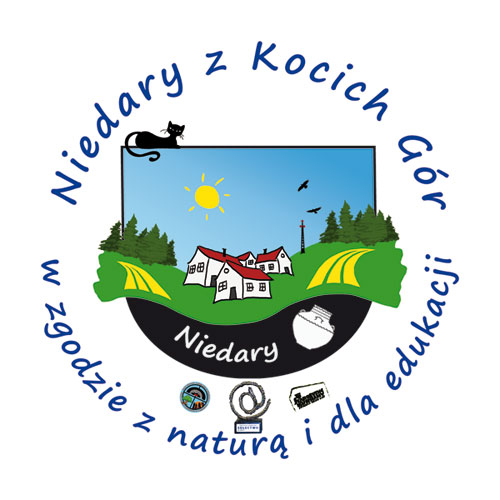 Niedary z Kocich Gór
Niedary
w zgodzie z naturą i dla edukacji